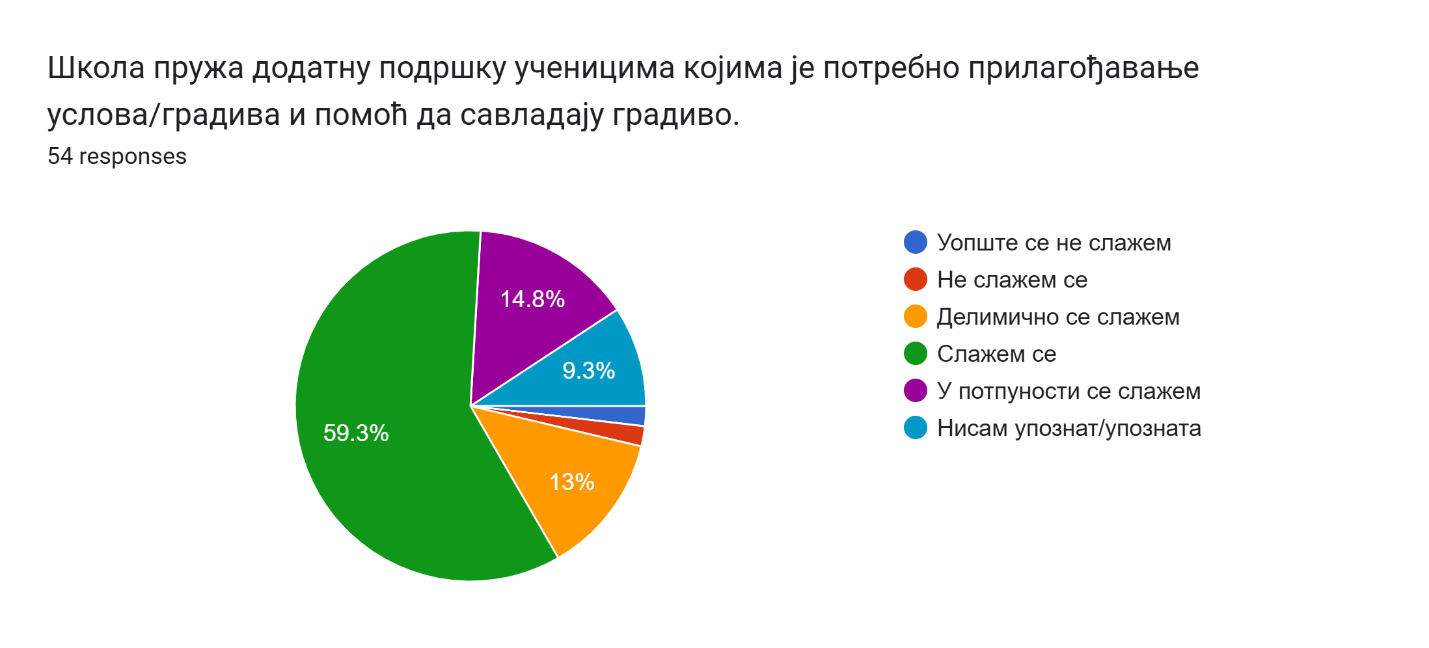 Школа пружа додатну подршку ученицима којима је потребно прилагођавање
услова/градива и помоћ да савладају градиво.
54 responses
14.8%
9.3%
59.3%
13%
Уопште се не слажем
Не слажем се
Делимично се слажем
Слажем се
У потпуности се слажем
Нисам упознат/упозната